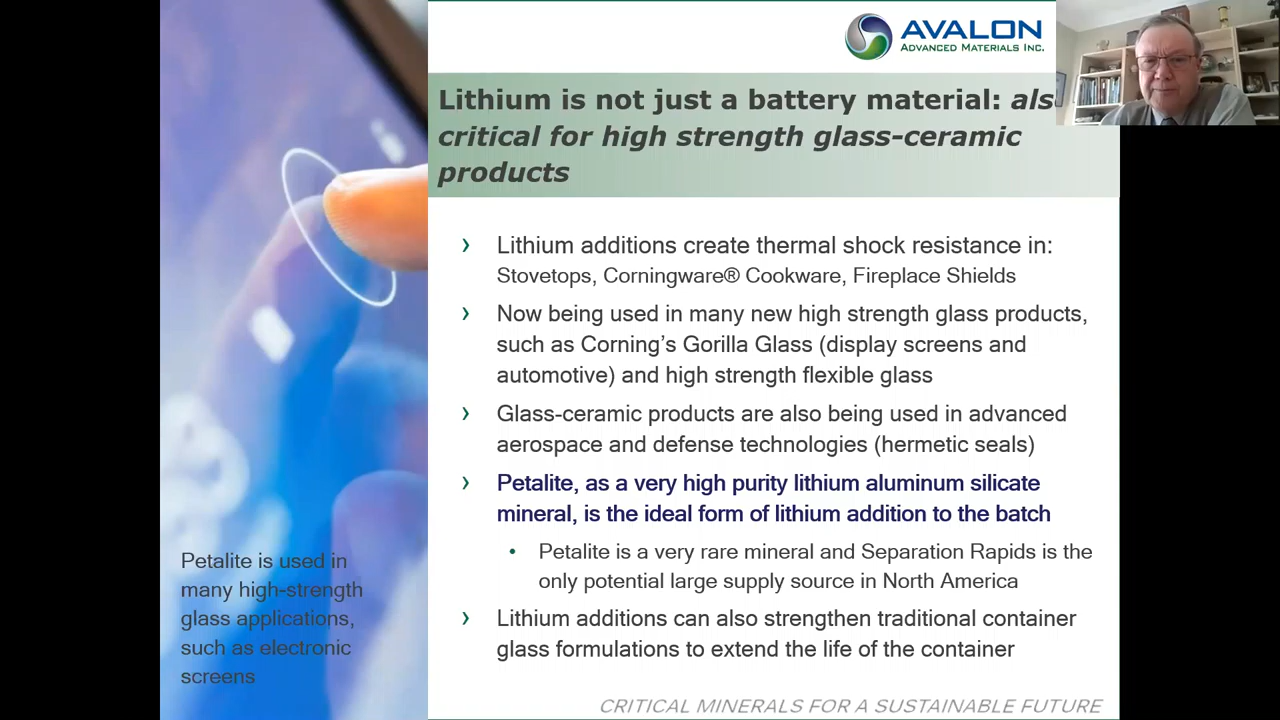 AVALON
ADVANCED MATERIALS INC.
Lithium is not just a battery material: als
critical for high strength glass-ceramic
products
› Lithium additions create thermal shock resistance in:
Stovetops, Corningware® Cookware, Fireplace Shields
› Now being used in many new high strength glass products,
such as Corning's Gorilla Glass (display screens and
automotive) and high strength flexible glass
› Glass-ceramic products are also being used in advanced
aerospace and defense technologies (hermetic seals)
› Petalite, as a very high purity lithium aluminum silicate
mineral, is the ideal form of lithium addition to the batch
• Petalite is a very rare mineral and Separation Rapids is the
only potential large supply source in North America
› Lithium additions can also strengthen traditional container
glass formulations to extend the life of the container
Petalite is used in
many high-strength
glass applications,
such as electronic
screens
CRITICAL MINERALS FOR A SUSTAINABLE FUTURE